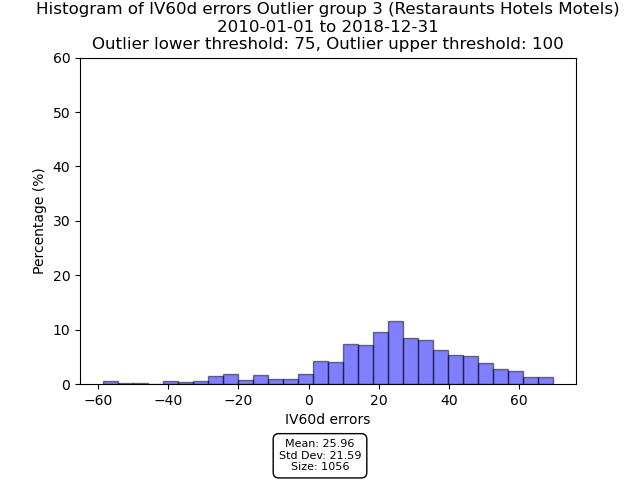 Histogram of IV60d errors Outlier group 3 (Restaraunts Hotels Motels)
2010-01-01 to 2018-12-31
Outlier lower threshold: 75, Outlier upper threshold: 100
60
50
40
30
20
10
0
Percentage (%)
−60 −40 −20 0 20 40 60
IV60d errors
Mean: 25.96
Std Dev: 21.59
Size: 1056